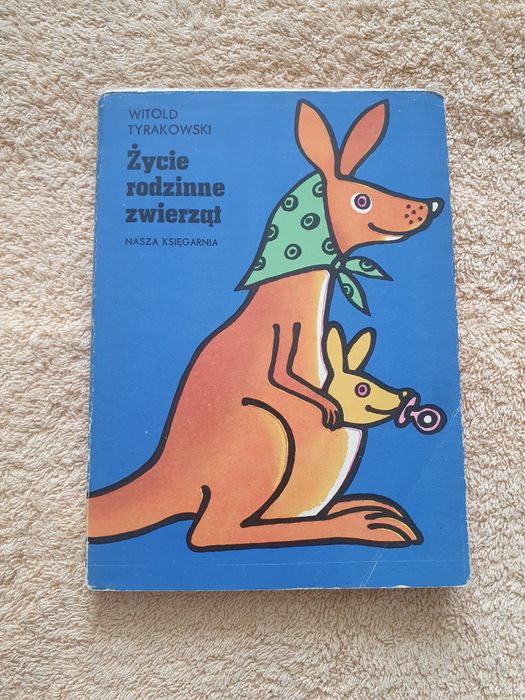 WITOLD
TYRAKOWSKI
Życie
rodzinne
zwierząt
NASZA KSIĘGARNIA